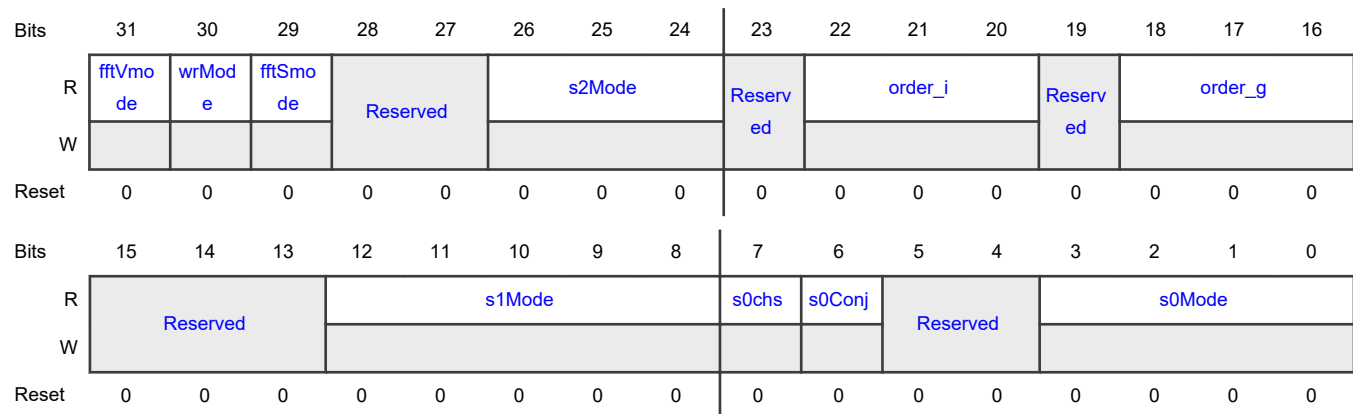 Bits 31 30 29 28 27 26 25 24 23 22 21 20 19 18 17 16
R fftVmo de wrMod e fftSmo de Reserved s2Mode Reserv ed order_i Reserv ed order_g
W
Reset 0 0 0 0 0 0 0 0 0 0 0 0 0 0 0 0
Bits 15 14 13 12 11 10 9 8 7 6 5 4 3 2 1 0
R Reserved s1Mode s0chs s0Conj Reserved s0Mode
W
Reset 0 0 0 0 0 0 0 0 0 0 0 0 0 0 0 0